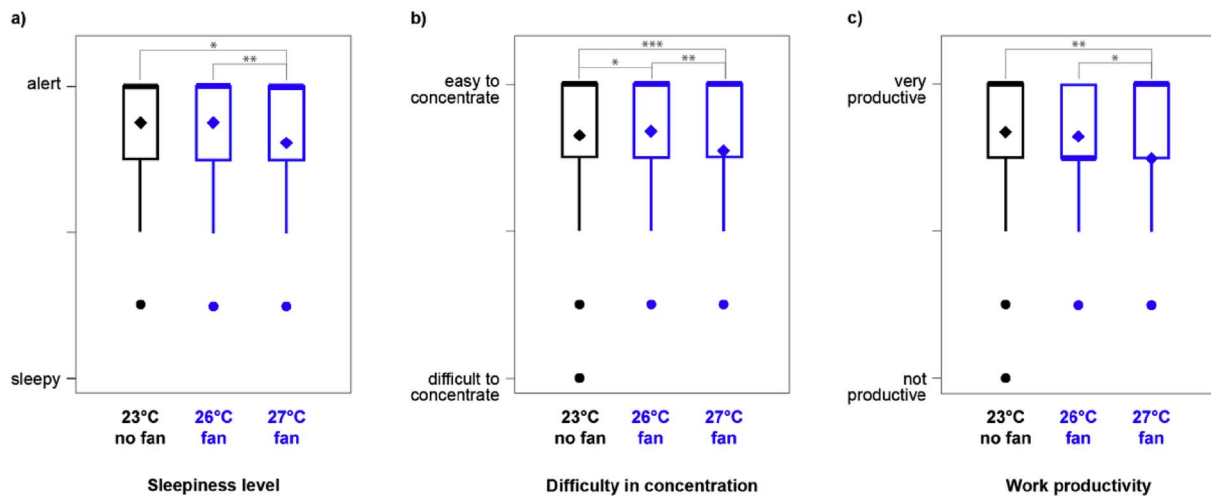 a)
*
**
alert
sleepy
23°C
no fan
26°C
fan
27°C
fan
Sleepiness level
b)
***
*
**
easy to
concentrate
difficult to
concentrate
23°C
no fan
26°C
fan
27°C
fan
Difficulty in concentration
c)
**
*
very
productive
not
productive
23°C
no fan
26°C
fan
27°C
fan
Work productivity